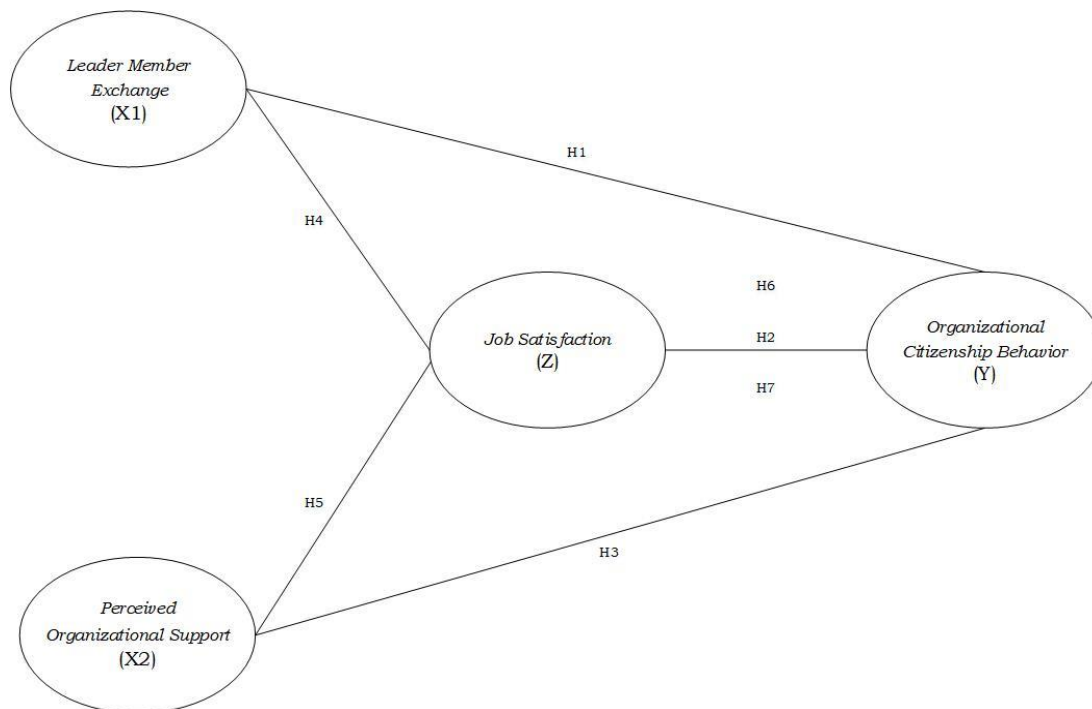 Leader Member
Exchange
(X1)
H1
H4
H6
Job Satisfaction
(Z)
H2
Organizational
Citizenship Behavior
(Y)
H7
H5
H3
Perceived
Organizational Support
(X2)